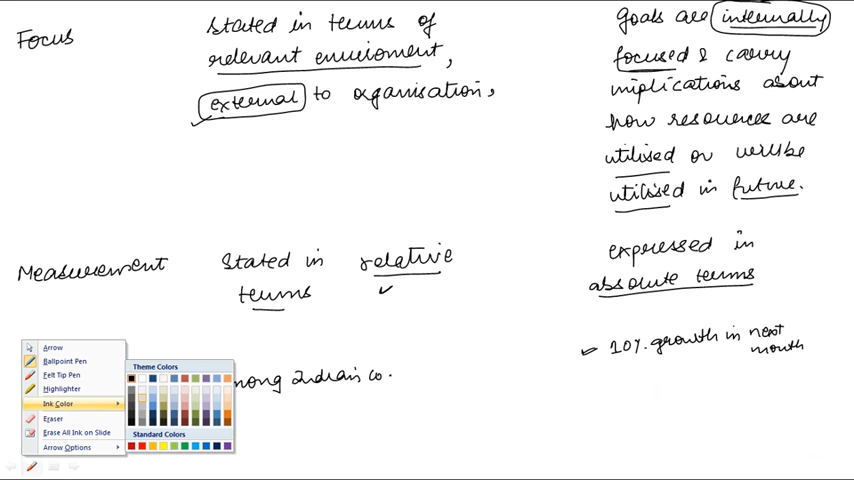 Focus
stated in terms of
relevant enviroment,
external to organisation,
goals are internally
focused & carry
implications about
how resources are
utilised or will be
utilised in future.
Measurement
stated in relative
terms
expressed in
absolute terms
10% growth in next
month
mong Indian co.
Arrow
Ballpoint Pen
Felt Tip Pen
Highlighter
Ink Color
Eraser
Erase All Ink on Slide
Arrow Options
Theme Colors
Standard Colors